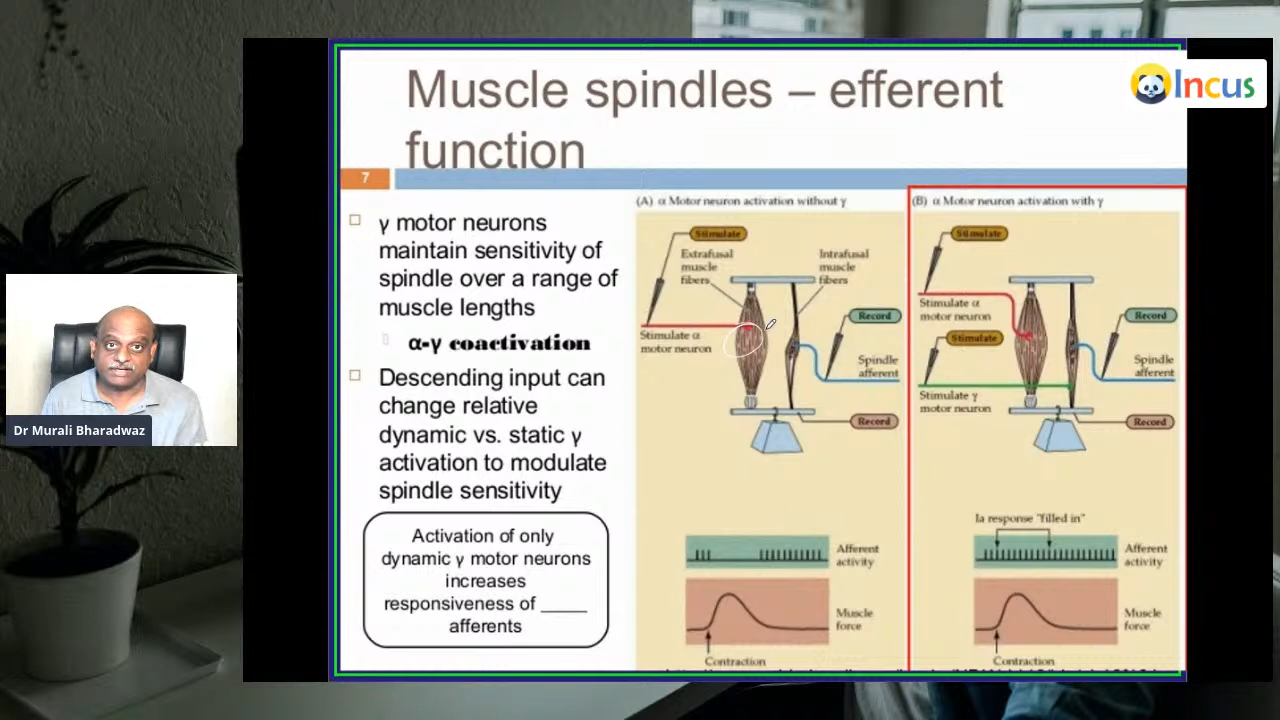 Incus
Muscle spindles – efferent
function
7
γ motor neurons
maintain sensitivity of
spindle over a range of
muscle lengths
α-γ coactivation
Descending input can
change relative
dynamic vs. static γ
activation to modulate
spindle sensitivity
Activation of only
dynamic γ motor neurons
increases
responsiveness of _____
afferents
(A) α Motor neuron activation without γ
Stimulate
Extrafusal
muscle
fibers
Intrafusal
muscle
fibers
Record
Stimulate α
motor neuron
Spindle
afferent
Record
Afferent
activity
Muscle
force
Contraction
(B) α Motor neuron activation with γ
Stimulate
Stimulate α
motor neuron
Record
Stimulate
Spindle
afferent
Stimulate γ
motor neuron
Record
Ia response "filled in"
Afferent
activity
Muscle
force
Contraction
Dr Murali Bharadwaz